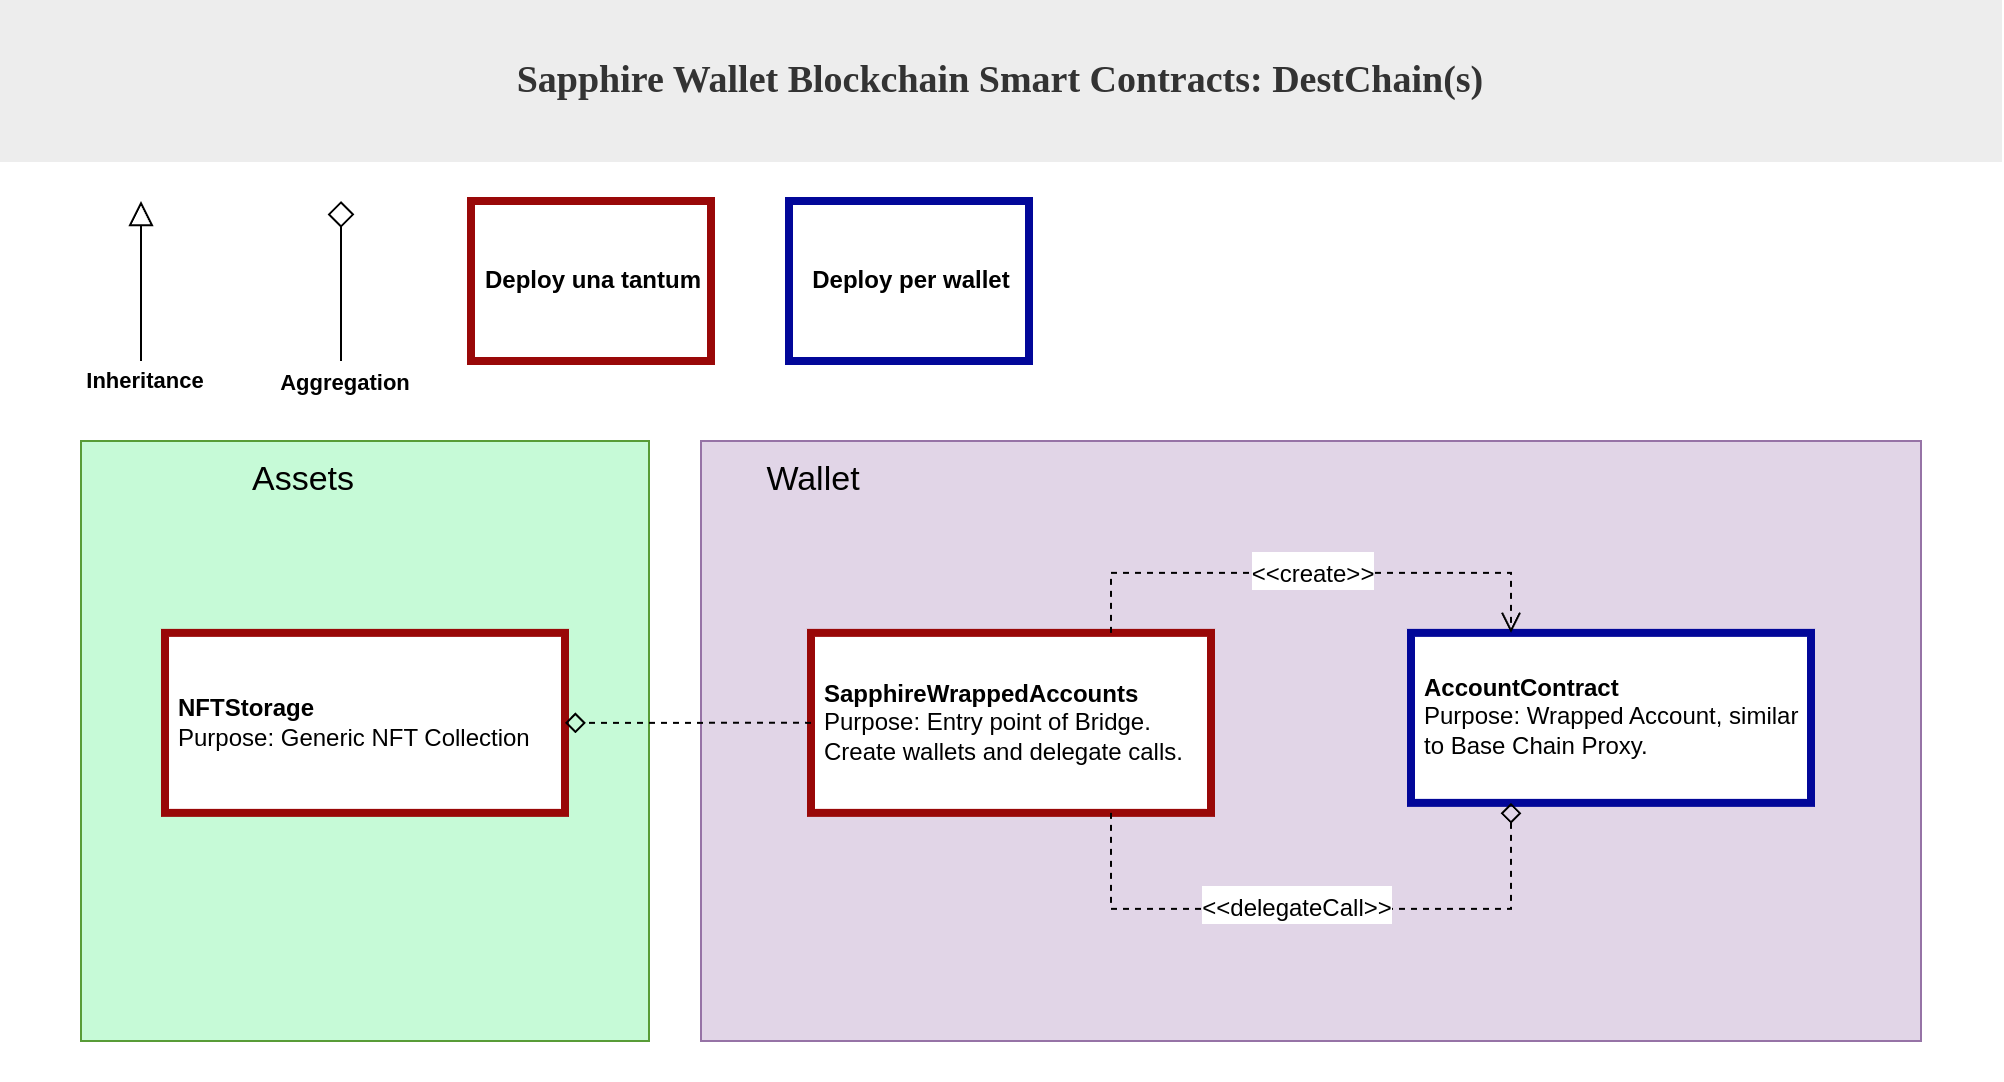 Sapphire Wallet Blockchain Smart Contracts: DestChain(s)
Deploy una tantum
Deploy per wallet
Inheritance
Aggregation
Assets
Wallet
<<create>>
NFTStorage
Purpose: Generic NFT Collection
SapphireWrappedAccounts
Purpose: Entry point of Bridge.
Create wallets and delegate calls.
AccountContract
Purpose: Wrapped Account, similar
to Base Chain Proxy.
<<delegateCall>>